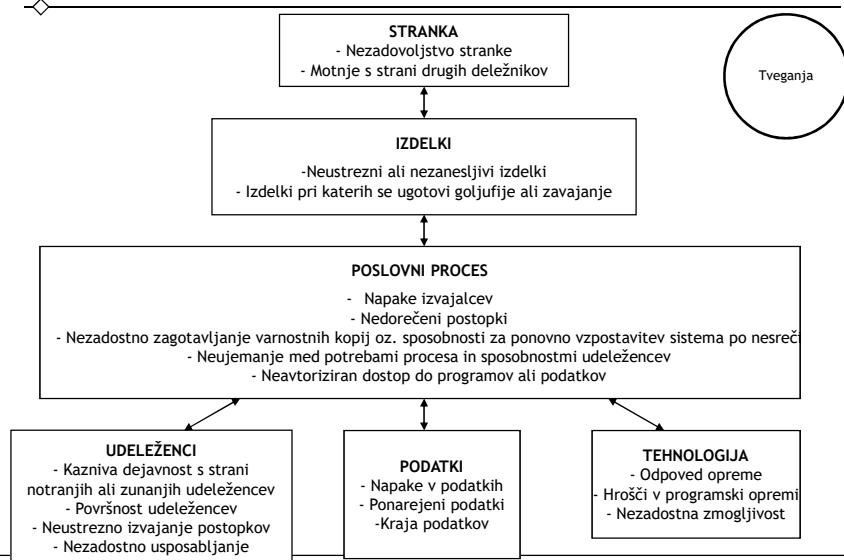 STRANKA
- Nezadovoljstvo stranke
- Motnje s strani drugih deležnikov
Tveganja
IZDELKI
-Neustrezni ali nezanesljivi izdelki
- Izdelki pri katerih se ugotovi goljufije ali zavajanje
POSLOVNI PROCES
- Napake izvajalcev
- Nedorečeni postopki
- Nezadostno zagotavljanje varnostnih kopij oz. sposobnosti za ponovno vzpostavitev sistema po nesreči
- Neujemanje med potrebami procesa in sposobnostmi udeležencev
- Neavtoriziran dostop do programov ali podatkov
UDELEŽENCI
- Kazniva dejavnost s strani
notranjih ali zunanjih udeležencev
- Površnost udeležencev
- Neustrezno izvajanje postopkov
- Nezadostno usposabljanje
PODATKI
- Napake v podatkih
- Ponarejeni podatki
-Kraja podatkov
TEHNOLOGIJA
- Odpoved opreme
- Hrošči v programski opremi
- Nezadostna zmogljivost